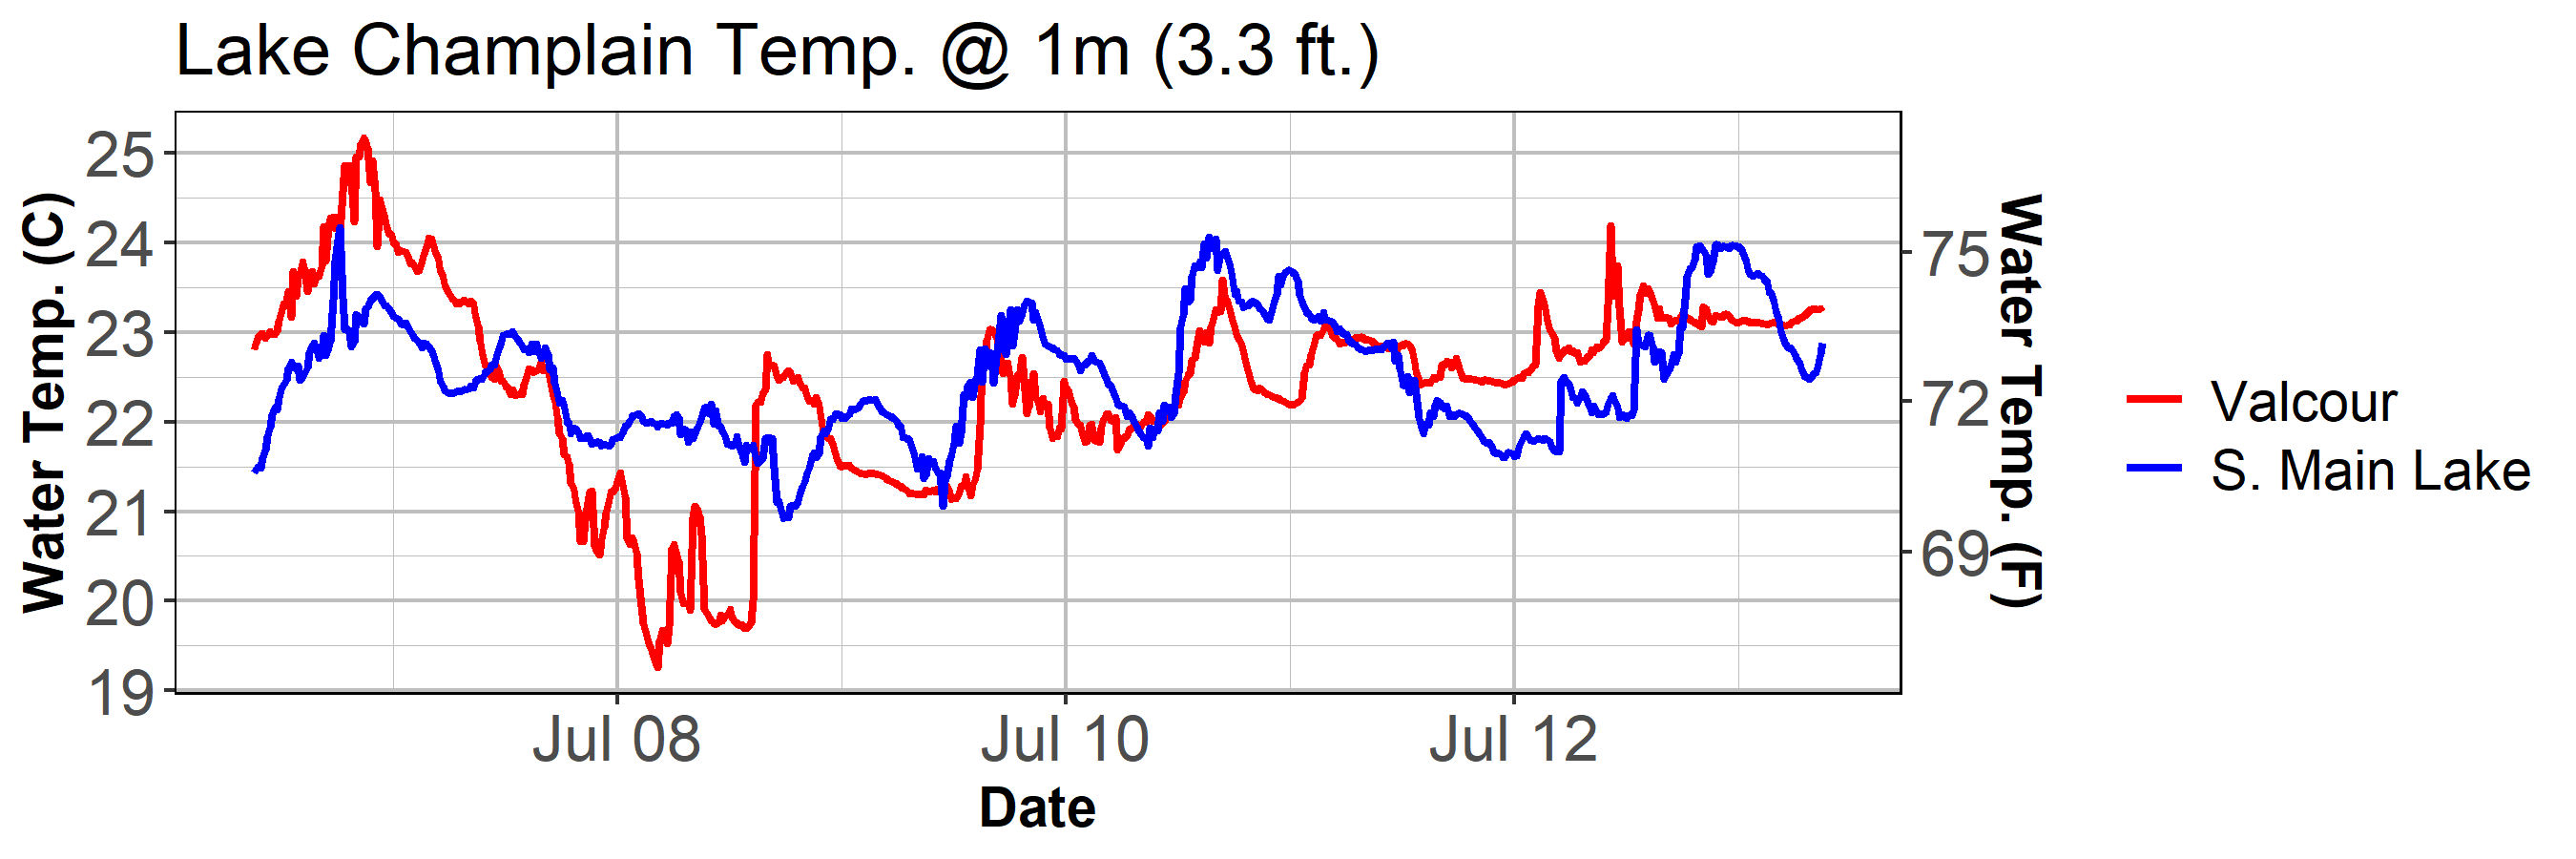 Lake Champlain Temp. @ 1m (3.3 ft.)
Water Temp. (C)
25
24
23
22
21
20
19
75
72
69
Water Temp. (F)
Jul 08
Jul 10
Jul 12
Date
Valcour
S. Main Lake